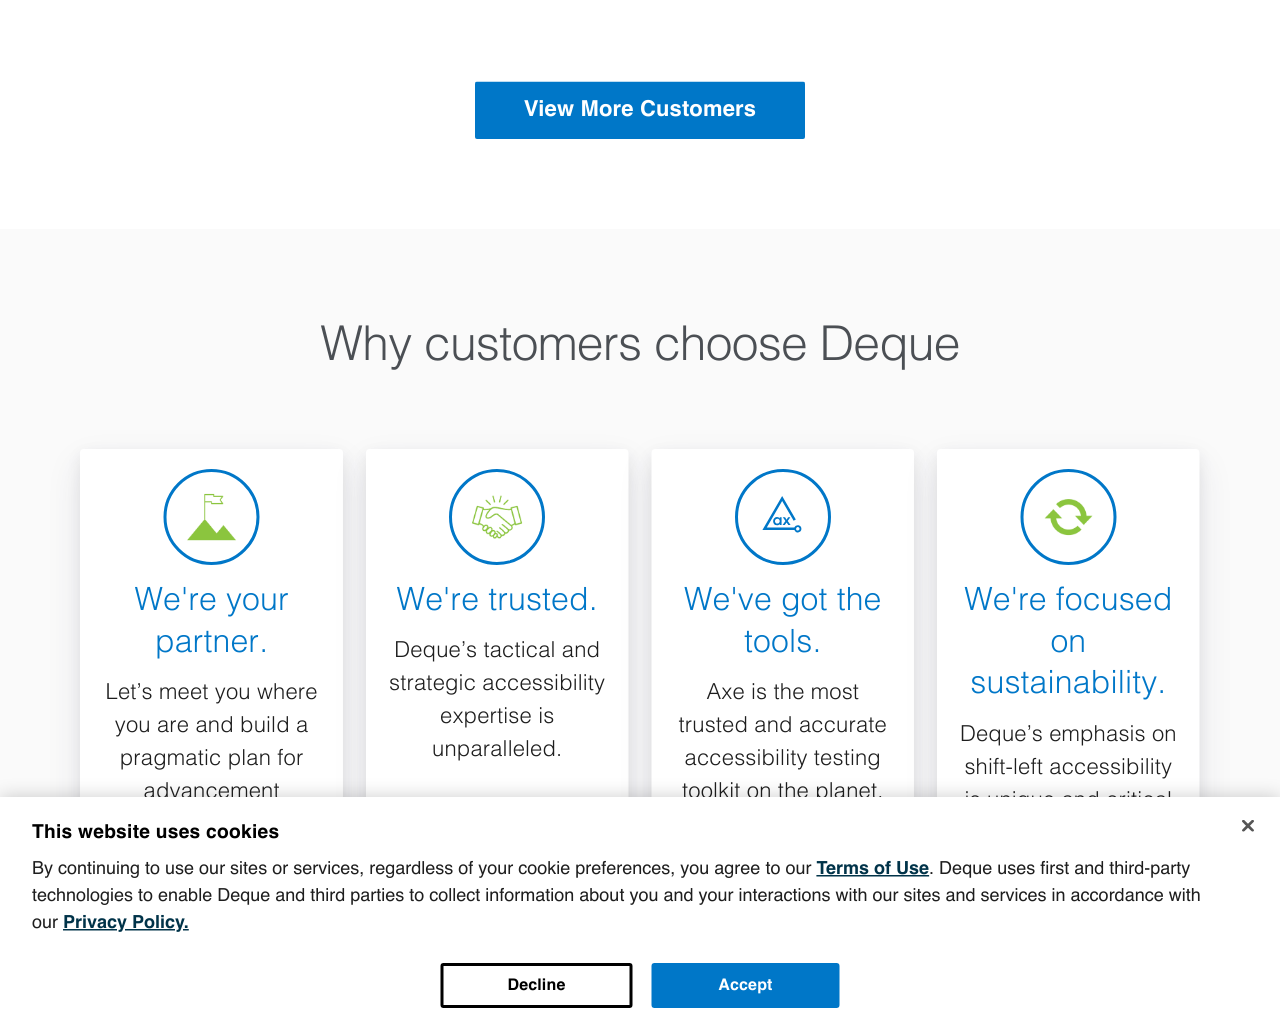 View More Customers
Why customers choose Deque
ax
We're your
partner.
Let’s meet you where
you are and build a
pragmatic plan for
advancement
We're trusted.
Deque’s tactical and
strategic accessibility
expertise is
unparalleled.
We've got the
tools.
Axe is the most
trusted and accurate
accessibility testing
toolkit on the planet.
We're focused
on
sustainability.
Deque’s emphasis on
shift-left accessibility
is unique and critical
This website uses cookies
By continuing to use our sites or services, regardless of your cookie preferences, you agree to our Terms of Use. Deque uses first and third-party
technologies to enable Deque and third parties to collect information about you and your interactions with our sites and services in accordance with
our Privacy Policy.
Decline
Accept